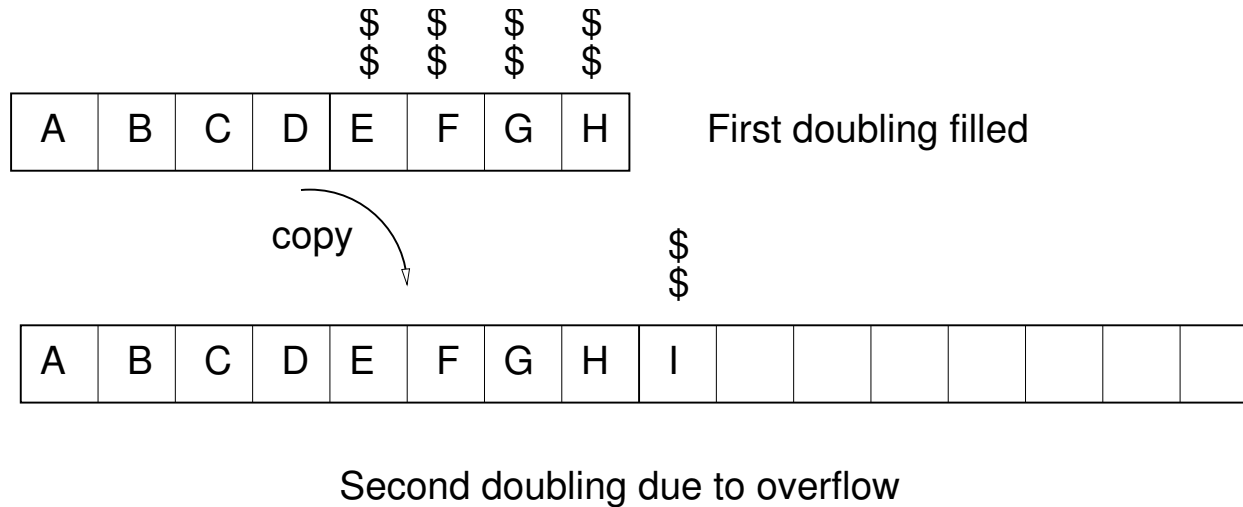 $ $ $ $
$ $ $ $
A B C D E F G H First doubling filled
copy
$
$
A B C D E F G H I
Second doubling due to overflow